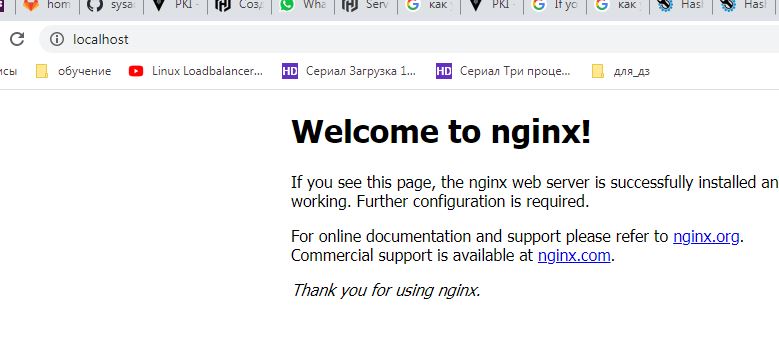 hom
sysa
PKI -
Созд
Wha
Serv
как
PKI -
If yo
как
Hasl
Hasl
localhost
исы
обучение
Linux Loadbalancer...
HD
Сериал Загрузка 1...
HD
Сериал Три проце...
для_дз
Welcome to nginx!
If you see this page, the nginx web server is successfully installed an
working. Further configuration is required.
For online documentation and support please refer to nginx.org.
Commercial support is available at nginx.com.
Thank you for using nginx.